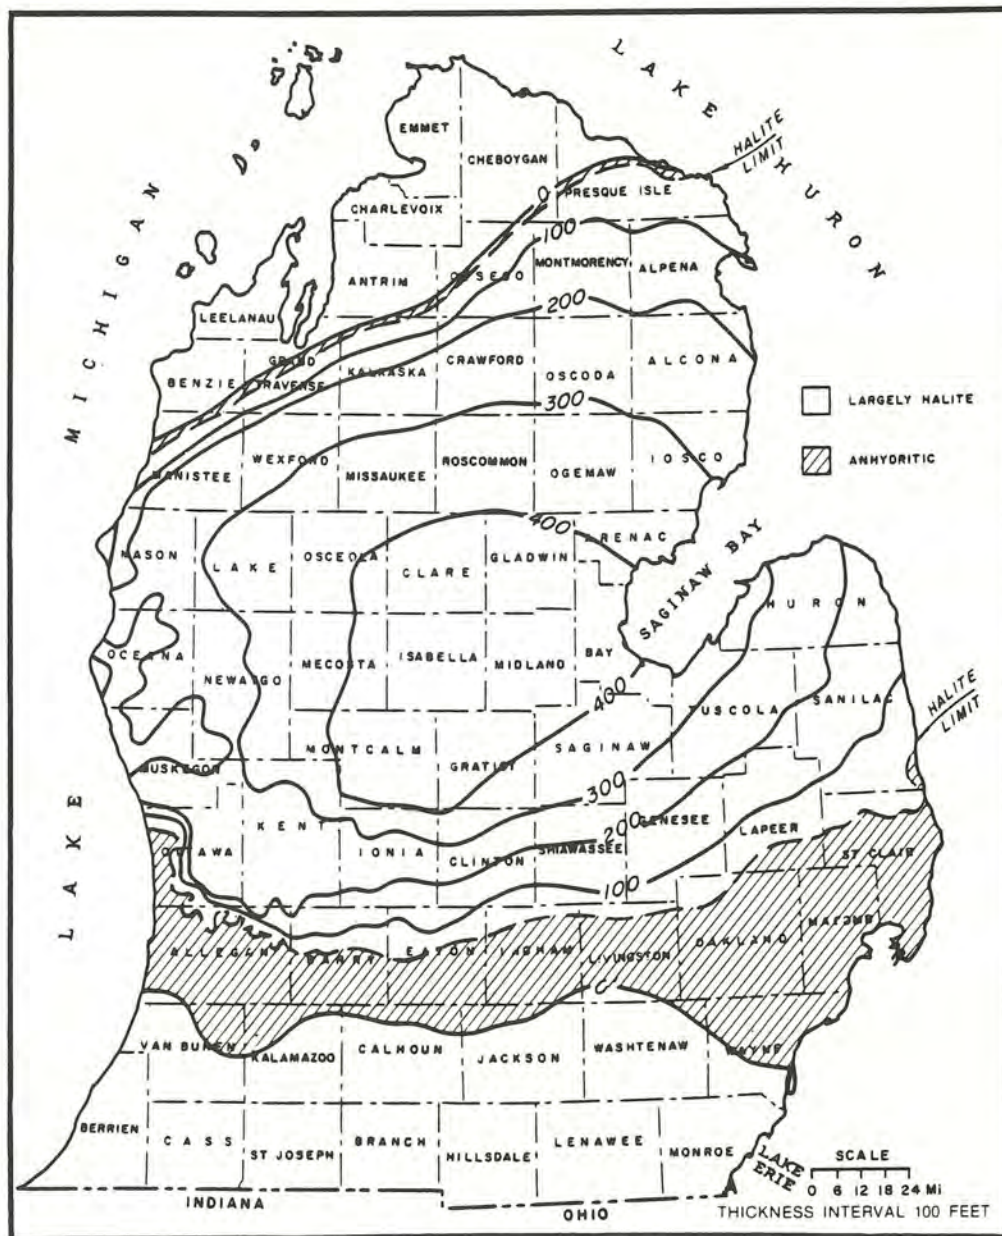 LAKE HURON
LAKE MICHIGAN
HALITE LIMIT
EMMET
CHEBOYGAN
0
PRESQUE ISLE
CHARLEVOIX
100
MONTMORENCY
ALPENA
ANTRIM
LEELANAU
200
GRAND TRAVERSE
KALKASKA
CRAWFORD
OSCODA
ALCONA
BENZIE
LARGELY HALITE
300
ANHYDRITIC
MANISTEE
WEXFORD
MISSAUKEE
ROSCOMMON
OGEMAW
IOSCO
400
MASON
LAKE
OSCEOLA
CLARE
GLADWIN
ARENAC
SAGINAW BAY
HURON
OCEANA
NEWAYGO
MECOSTA
ISABELLA
MIDLAND
BAY
400
TUSCOLA
SANILAC
HALITE LIMIT
MONTCALM
GRATIOT
SAGINAW
MUSKEGON
300
KENT
200
GENESEE
LAPEER
OTTAWA
IONIA
CLINTON
SHIAWASSEE
ST CLAIR
100
MACOMB
ALLEGAN
BARRY
EATON
INGHAM
LIVINGSTON
OAKLAND
VAN BUREN
KALAMAZOO
CALHOUN
JACKSON
WASHTENAW
WAYNE
BERRIEN
CASS
ST JOSEPH
BRANCH
HILLSDALE
LENAWEE
MONROE
LAKE ERIE
SCALE
0 6 12 18 24 Mi
INDIANA
OHIO
THICKNESS INTERVAL 100 FEET